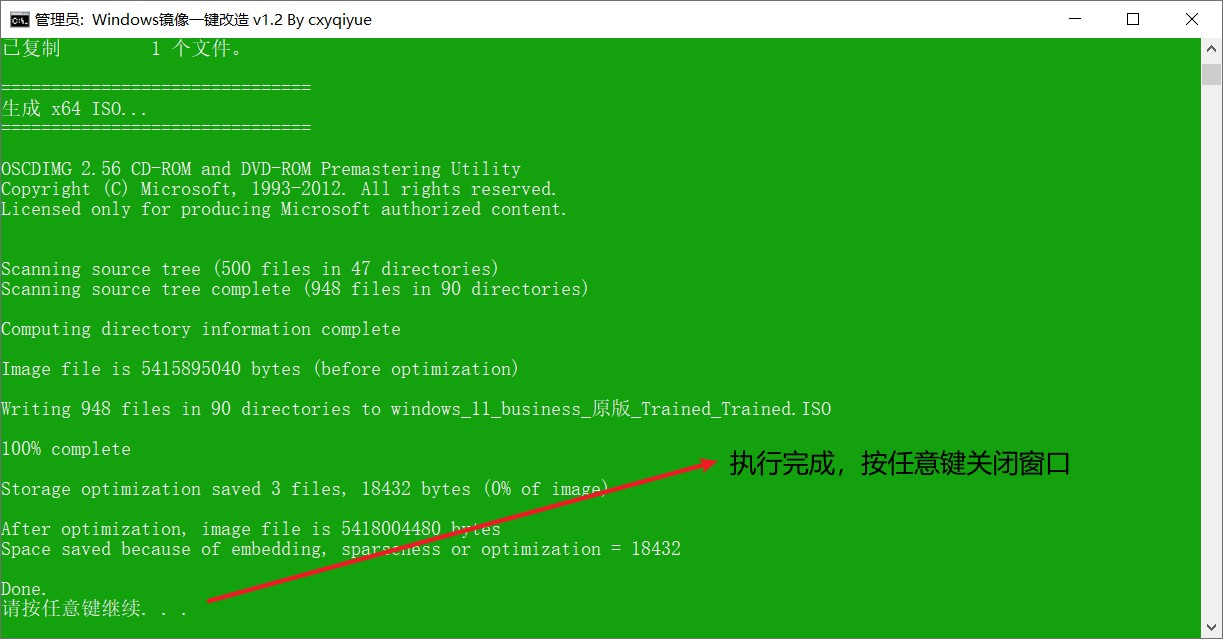 管理员: Windows镜像一键改造 v1.2 By cxyqiyue
已复制         1 个文件。
===============================
生成 x64 ISO...
===============================
OSCDIMG 2.56 CD-ROM and DVD-ROM Premastering Utility
Copyright (C) Microsoft, 1993-2012. All rights reserved.
Licensed only for producing Microsoft authorized content.
Scanning source tree (500 files in 47 directories)
Scanning source tree complete (948 files in 90 directories)
Computing directory information complete
Image file is 5415895040 bytes (before optimization)
Writing 948 files in 90 directories to windows_11_business_原版_Trained_Trained.ISO
100% complete
执行完成，按任意键关闭窗口
Storage optimization saved 3 files, 18432 bytes (0% of image)
After optimization, image file is 5418004480 bytes
Space saved because of embedding, sparseness or optimization = 18432
Done.
请按任意键继续. . .